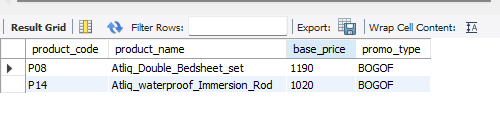 Result Grid Filter Rows: Export: Wrap Cell Content: IA
product_code product_name base_price promo_type
P08 Atliq_Double_Bedsheet_set 1190 BOGOF
P14 Atliq_waterproof_Immersion_Rod 1020 BOGOF